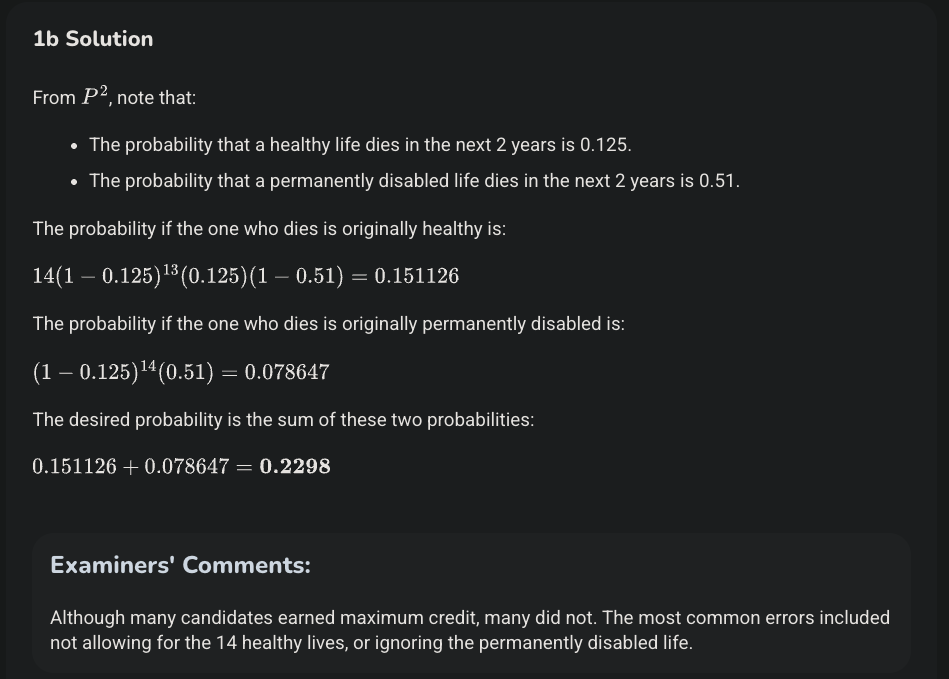 1b Solution
From P², note that:
• The probability that a healthy life dies in the next 2 years is 0.125.
• The probability that a permanently disabled life dies in the next 2 years is 0.51.
The probability if the one who dies is originally healthy is:
14(1 − 0.125)¹³(0.125)(1 − 0.51) = 0.151126
The probability if the one who dies is originally permanently disabled is:
(1 − 0.125)¹⁴(0.51) = 0.078647
The desired probability is the sum of these two probabilities:
0.151126 + 0.078647 = 0.2298
Examiners' Comments:
Although many candidates earned maximum credit, many did not. The most common errors included
not allowing for the 14 healthy lives, or ignoring the permanently disabled life.